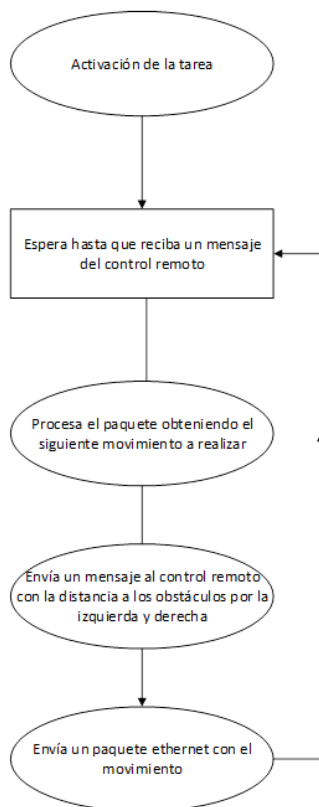 Activación de la tarea
Espera hasta que reciba un mensaje
del control remoto
Procesa el paquete obteniendo el
siguiente movimiento a realizar
Envía un mensaje al control remoto
con la distancia a los obstáculos por la
izquierda y derecha
Envía un paquete ethernet con el
movimiento